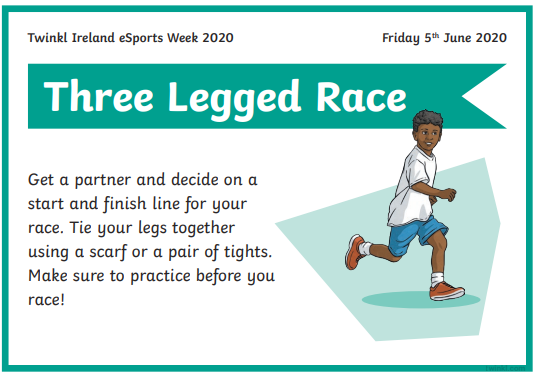 Twinkl Ireland eSports Week 2020
Friday 5th June 2020
Three Legged Race
Get a partner and decide on a
start and finish line for your
race. Tie your legs together
using a scarf or a pair of tights.
Make sure to practice before you
race!